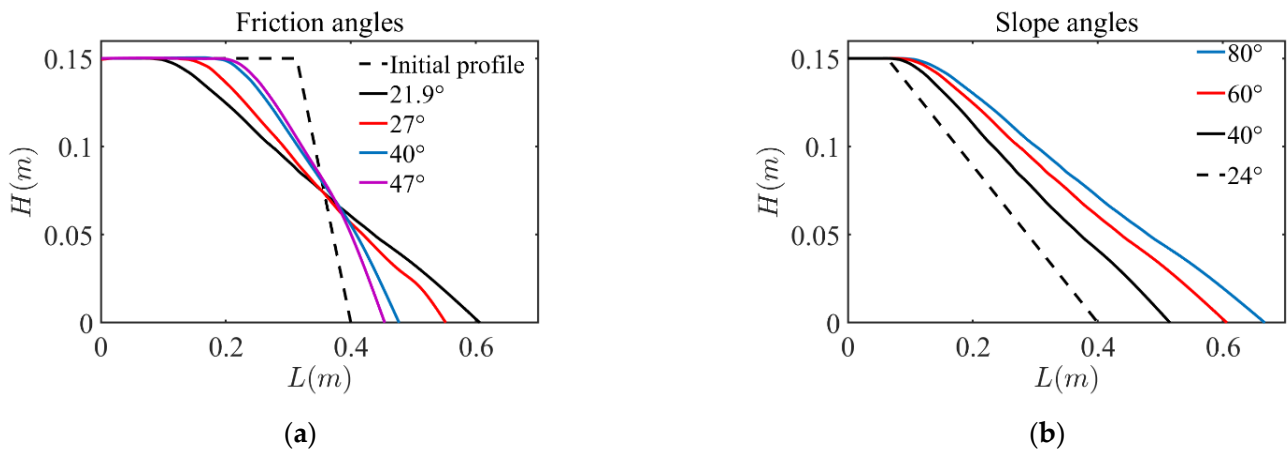 Friction angles
0.15
0.1
0.05
0
H(m)
0
0.2
0.4
0.6
L(m)
Initial profile
21.9°
27°
40°
47°
(a)
Slope angles
0.15
0.1
0.05
0
H(m)
0
0.2
0.4
0.6
L(m)
80°
60°
40°
24°
(b)